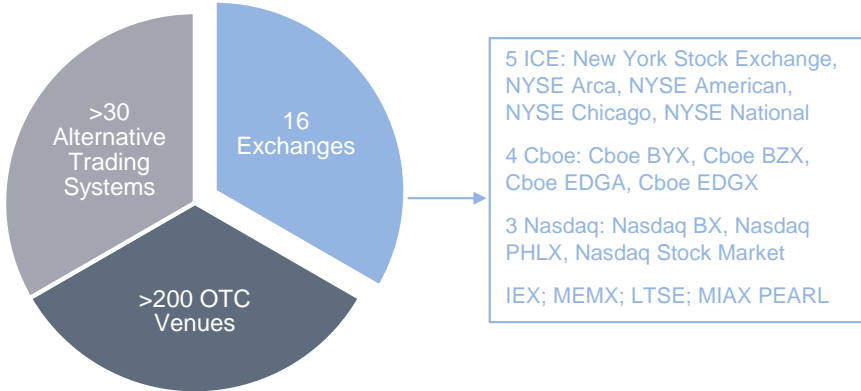 >30
Alternative
Trading
Systems
16
Exchanges
>200 OTC
Venues
5 ICE: New York Stock Exchange,
NYSE Arca, NYSE American,
NYSE Chicago, NYSE National
4 Cboe: Cboe BYX, Cboe BZX,
Cboe EDGA, Cboe EDGX
3 Nasdaq: Nasdaq BX, Nasdaq
PHLX, Nasdaq Stock Market
IEX; MEMX; LTSE; MIAX PEARL